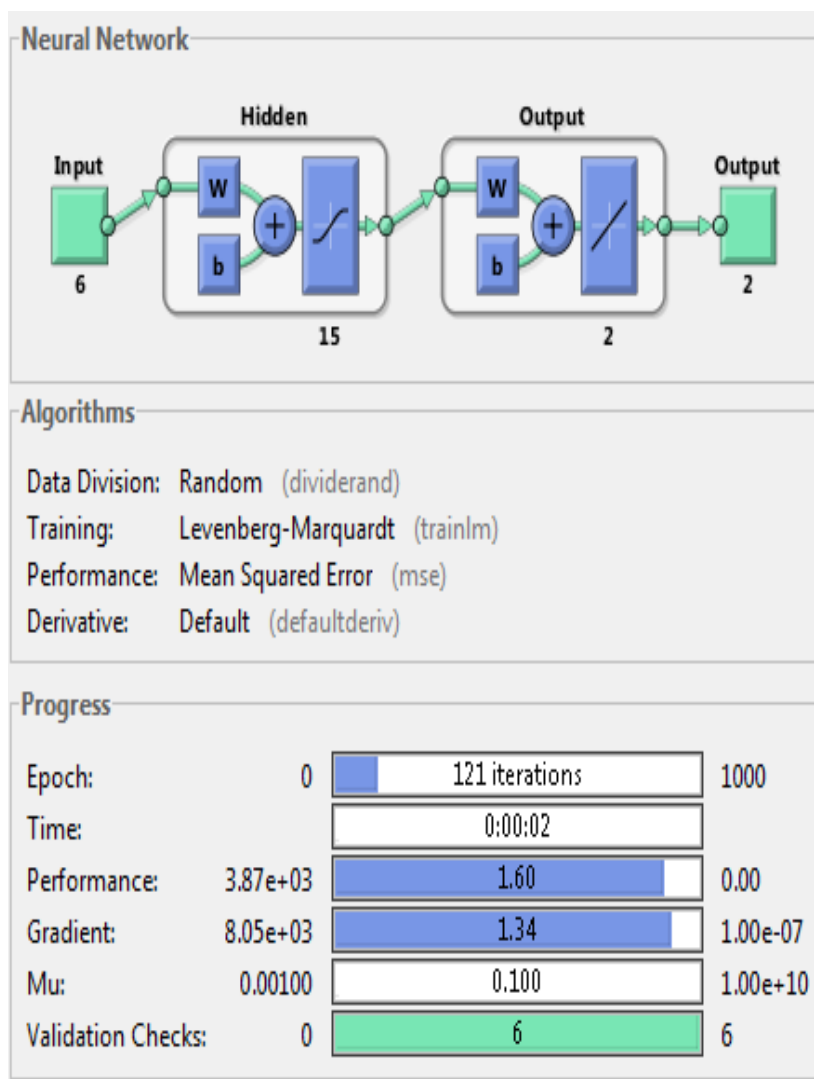 Neural Network
Hidden Output
Input W + W + Output
b b
6 2
15 2
Algorithms
Data Division: Random (dividerand)
Training: Levenberg-Marquardt (trainlm)
Performance: Mean Squared Error (mse)
Derivative: Default (defaultderiv)
Progress
Epoch: 0 121 iterations 1000
Time: 0:00:02
Performance: 3.87e+03 1.60 0.00
Gradient: 8.05e+03 1.34 1.00e-07
Mu: 0.00100 0.100 1.00e+10
Validation Checks: 0 6 6